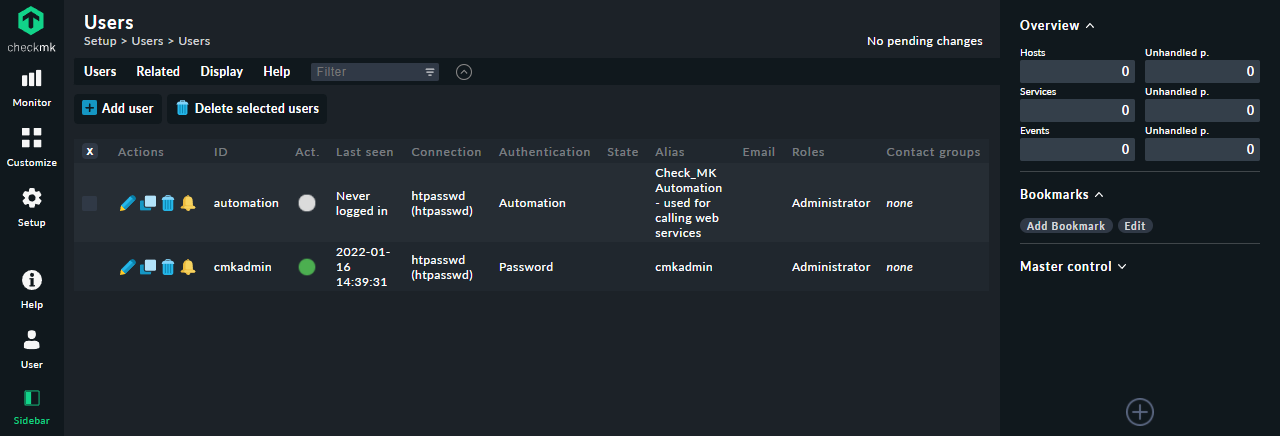 checkmk
Monitor
Customize
Setup
Help
User
Sidebar
Users
Setup > Users > Users
No pending changes
Users Related Display Help Filter
Add user Delete selected users
X Actions ID Act. Last seen Connection Authentication State Alias Email Roles Contact groups
automation
Never
logged in
htpasswd
(htpasswd)
Automation
Check_MK
Automation
- used for
calling web
services
Administrator
none
cmkadmin
2022-01-
16
14:39:31
htpasswd
(htpasswd)
Password
cmkadmin
Administrator
none
Overview
Hosts Unhandled p.
0 0
Services Unhandled p.
0 0
Events Unhandled p.
0 0
Bookmarks
Add Bookmark Edit
Master control